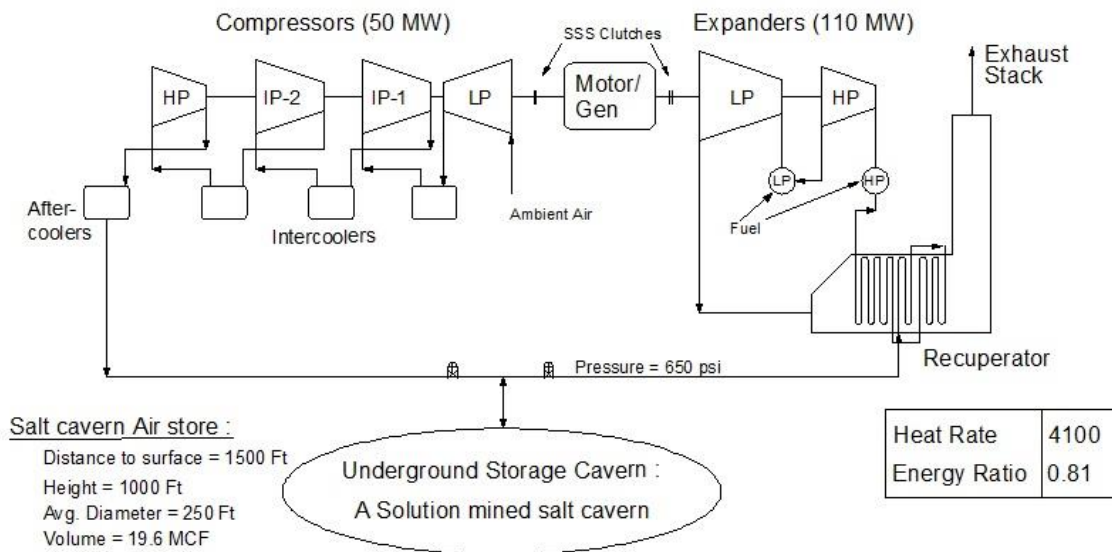 Compressors (50 MW)
SSS Clutches
Expanders (110 MW)
Exhaust
Stack
HP
IP-2
IP-1
LP
Motor/
Gen
LP
HP
LP
HP
After-
coolers
Intercoolers
Ambient Air
Fuel
Recuperator
Pressure = 650 psi
Salt cavern Air store :
Distance to surface = 1500 Ft
Height = 1000 Ft
Avg. Diameter = 250 Ft
Volume = 19.6 MCF
Underground Storage Cavern :
A Solution mined salt cavern
Heat Rate 4100
Energy Ratio 0.81